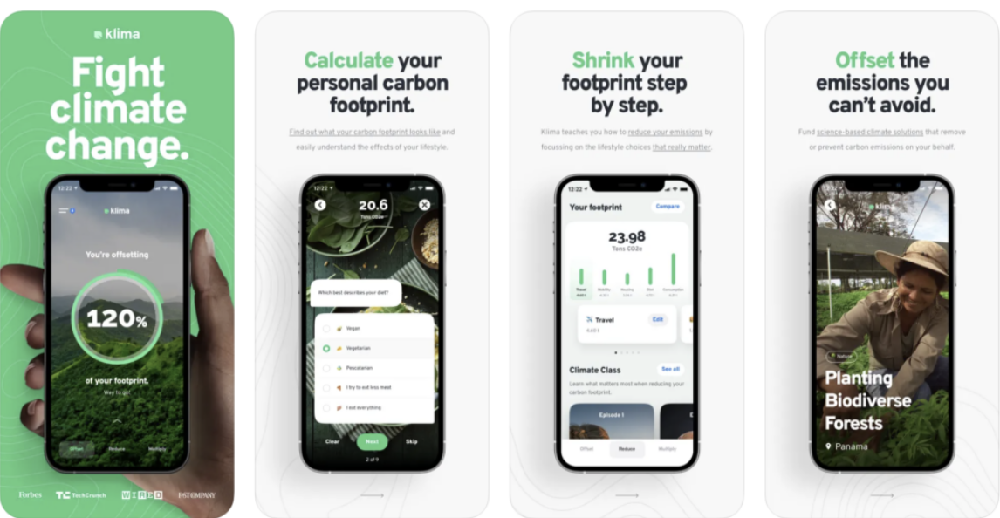 klima
Fight
climate
change.
12:22
klima
You're offsetting
120%
of your footprint.
Way to go!
Offset
Reduce
Multiply
Forbes
TC TechCrunch
WIRED
FAST COMPANY
Calculate your
personal carbon
footprint.
Find out what your carbon footprint looks like and
easily understand the effects of your lifestyle.
12:22
20.6
Tons CO2e
Which best describes your diet?
Vegan
Vegetarian
Pescatarian
I try to eat less meat
I eat everything
Clear
Next
Skip
2 of 9
Shrink your
footprint step
by step.
Klima teaches you how to reduce your emissions by
focussing on the lifestyle choices that really matter.
12:22
Your footprint
Compare
23.98
Tons CO2e
Travel
Mobility
Housing
Diet
Consumption
Travel
Edit
4.60 t
Climate Class
See all
Learn what matters most when reducing your
carbon footprint.
Episode 1
E
Offset
Reduce
Multiply
Offset the
emissions you
can't avoid.
Fund science-based climate solutions that remove
or prevent carbon emissions on your behalf.
12:22
klima
Nature
Planting
Biodiverse
Forests
Panama